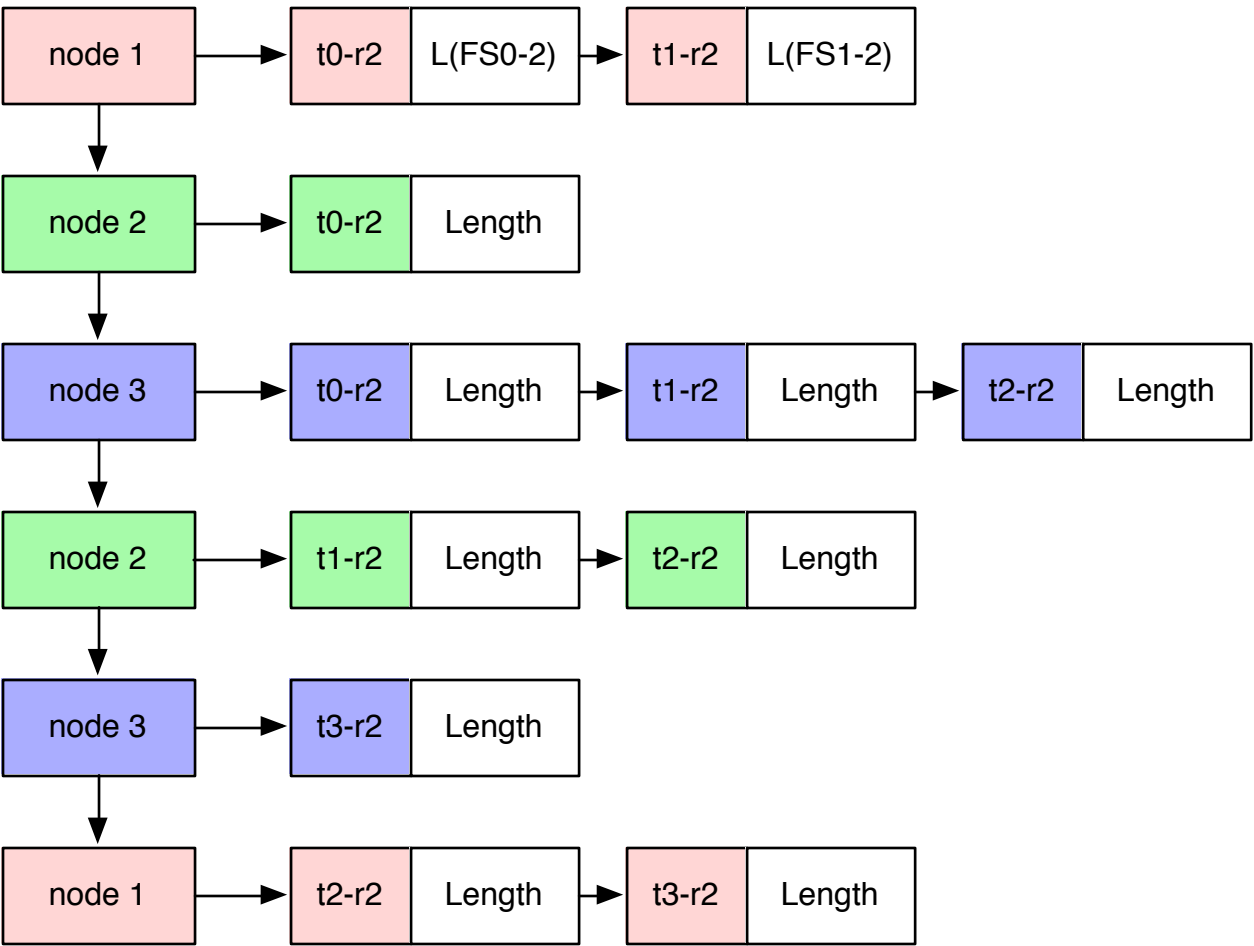 node 1 t0-r2 L(FS0-2) t1-r2 L(FS1-2)
node 2 t0-r2 Length
node 3 t0-r2 Length t1-r2 Length t2-r2 Length
node 2 t1-r2 Length t2-r2 Length
node 3 t3-r2 Length
node 1 t2-r2 Length t3-r2 Length